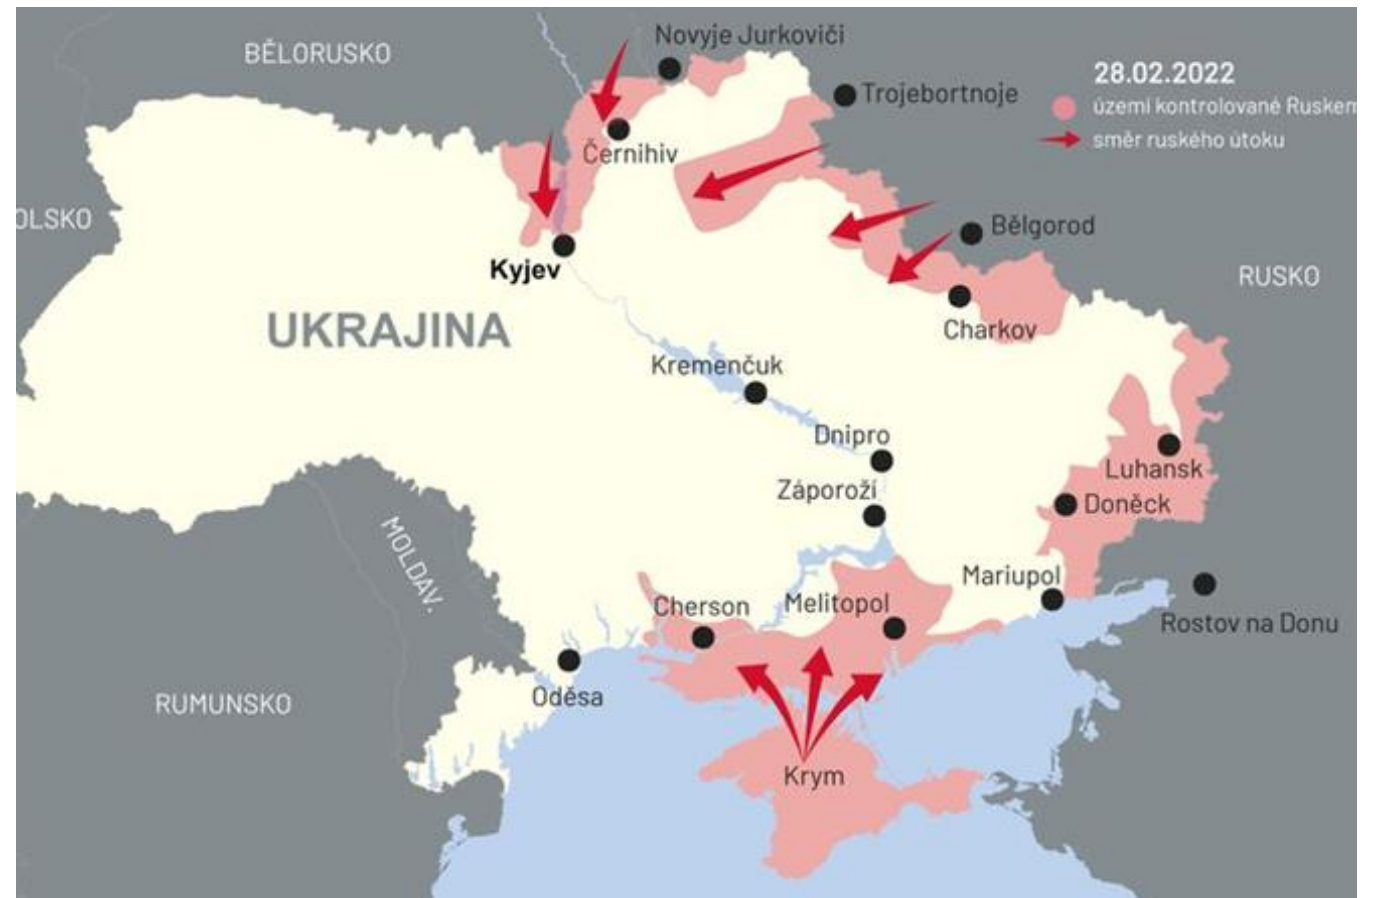 Novyje Jurkoviči
BĚLORUSKO
28.02.2022
Trojebortnoje
území kontrolované Ruskem
směr ruského útoku
Černihiv
OLSKO
Bělgorod
Kyjev
RUSKO
UKRAJINA
Charkov
Kremenčuk
Dnipro
Luhansk
Záporoží
Doněck
MOLDAV.
Mariupol
Cherson
Melitopol
Rostov na Donu
Oděsa
RUMUNSKO
Krym